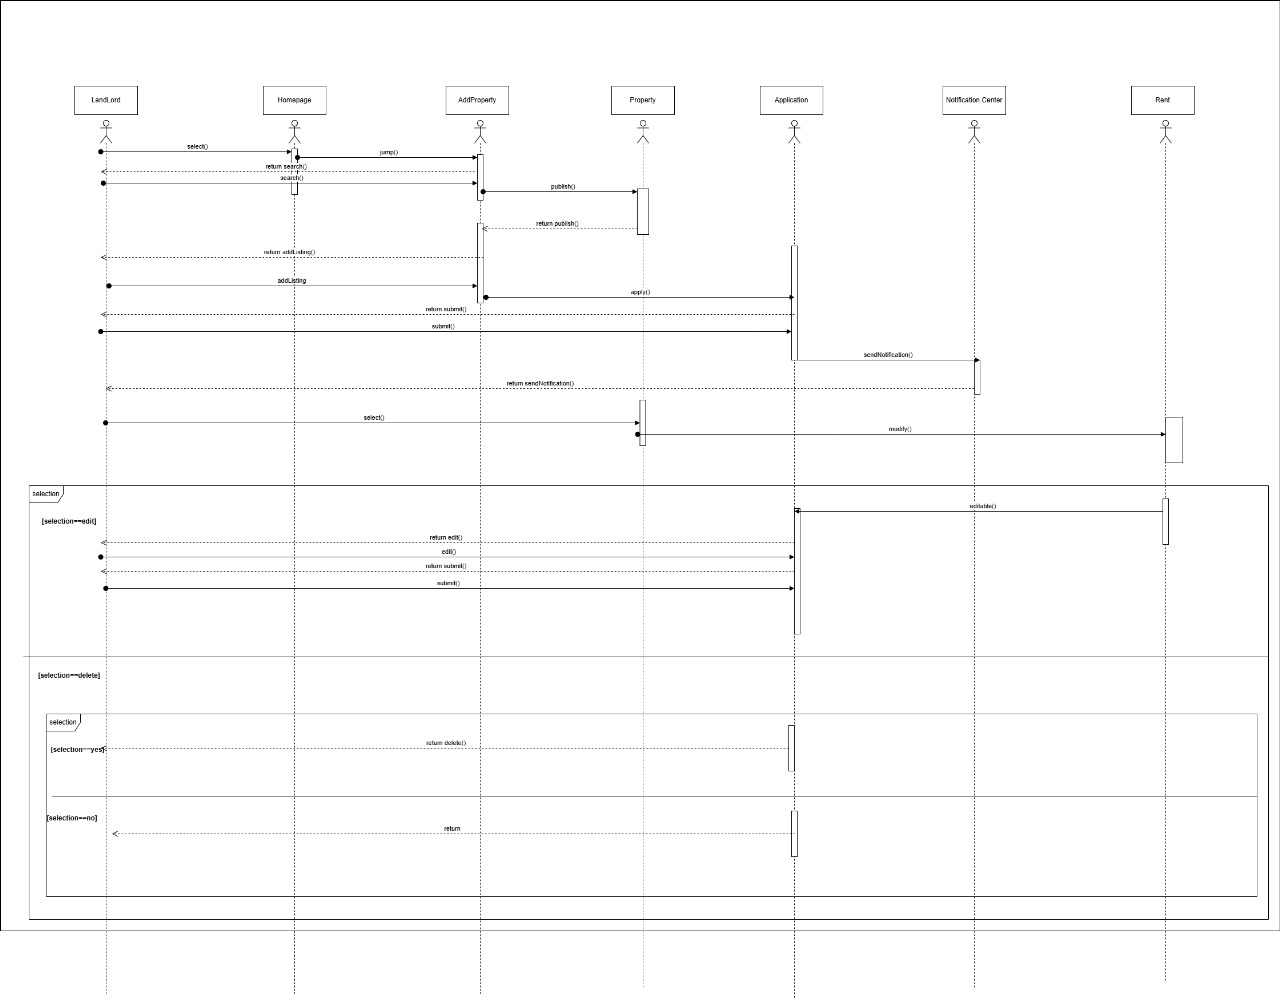 LandLord
Homepage
AddProperty
Property
Application
Notification Center
Rent
select()
jump()
return search()
search()
publish()
return publish()
return addListing()
addListing
apply()
return submit()
submit()
sendNotification()
return sendNotification()
select()
modify()
selection
editable()
[selection==edit]
return edit()
edit()
return submit()
submit()
[selection==delete]
selection
return delete()
[selection==yes]
[selection==no]
return